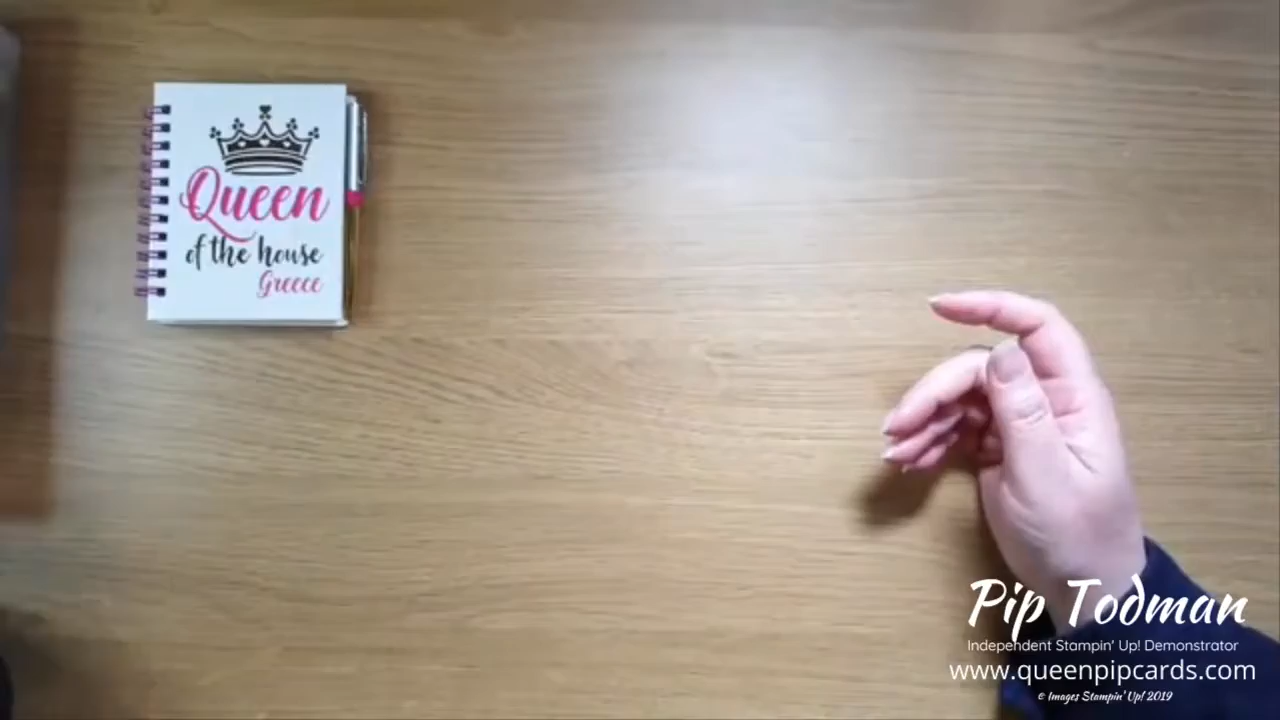 Queen
of the house
Greece
Pip Todman
Independent Stampin' Up! Demonstrator
www.queenpipcards.com
© Images Stampin' Up! 2019